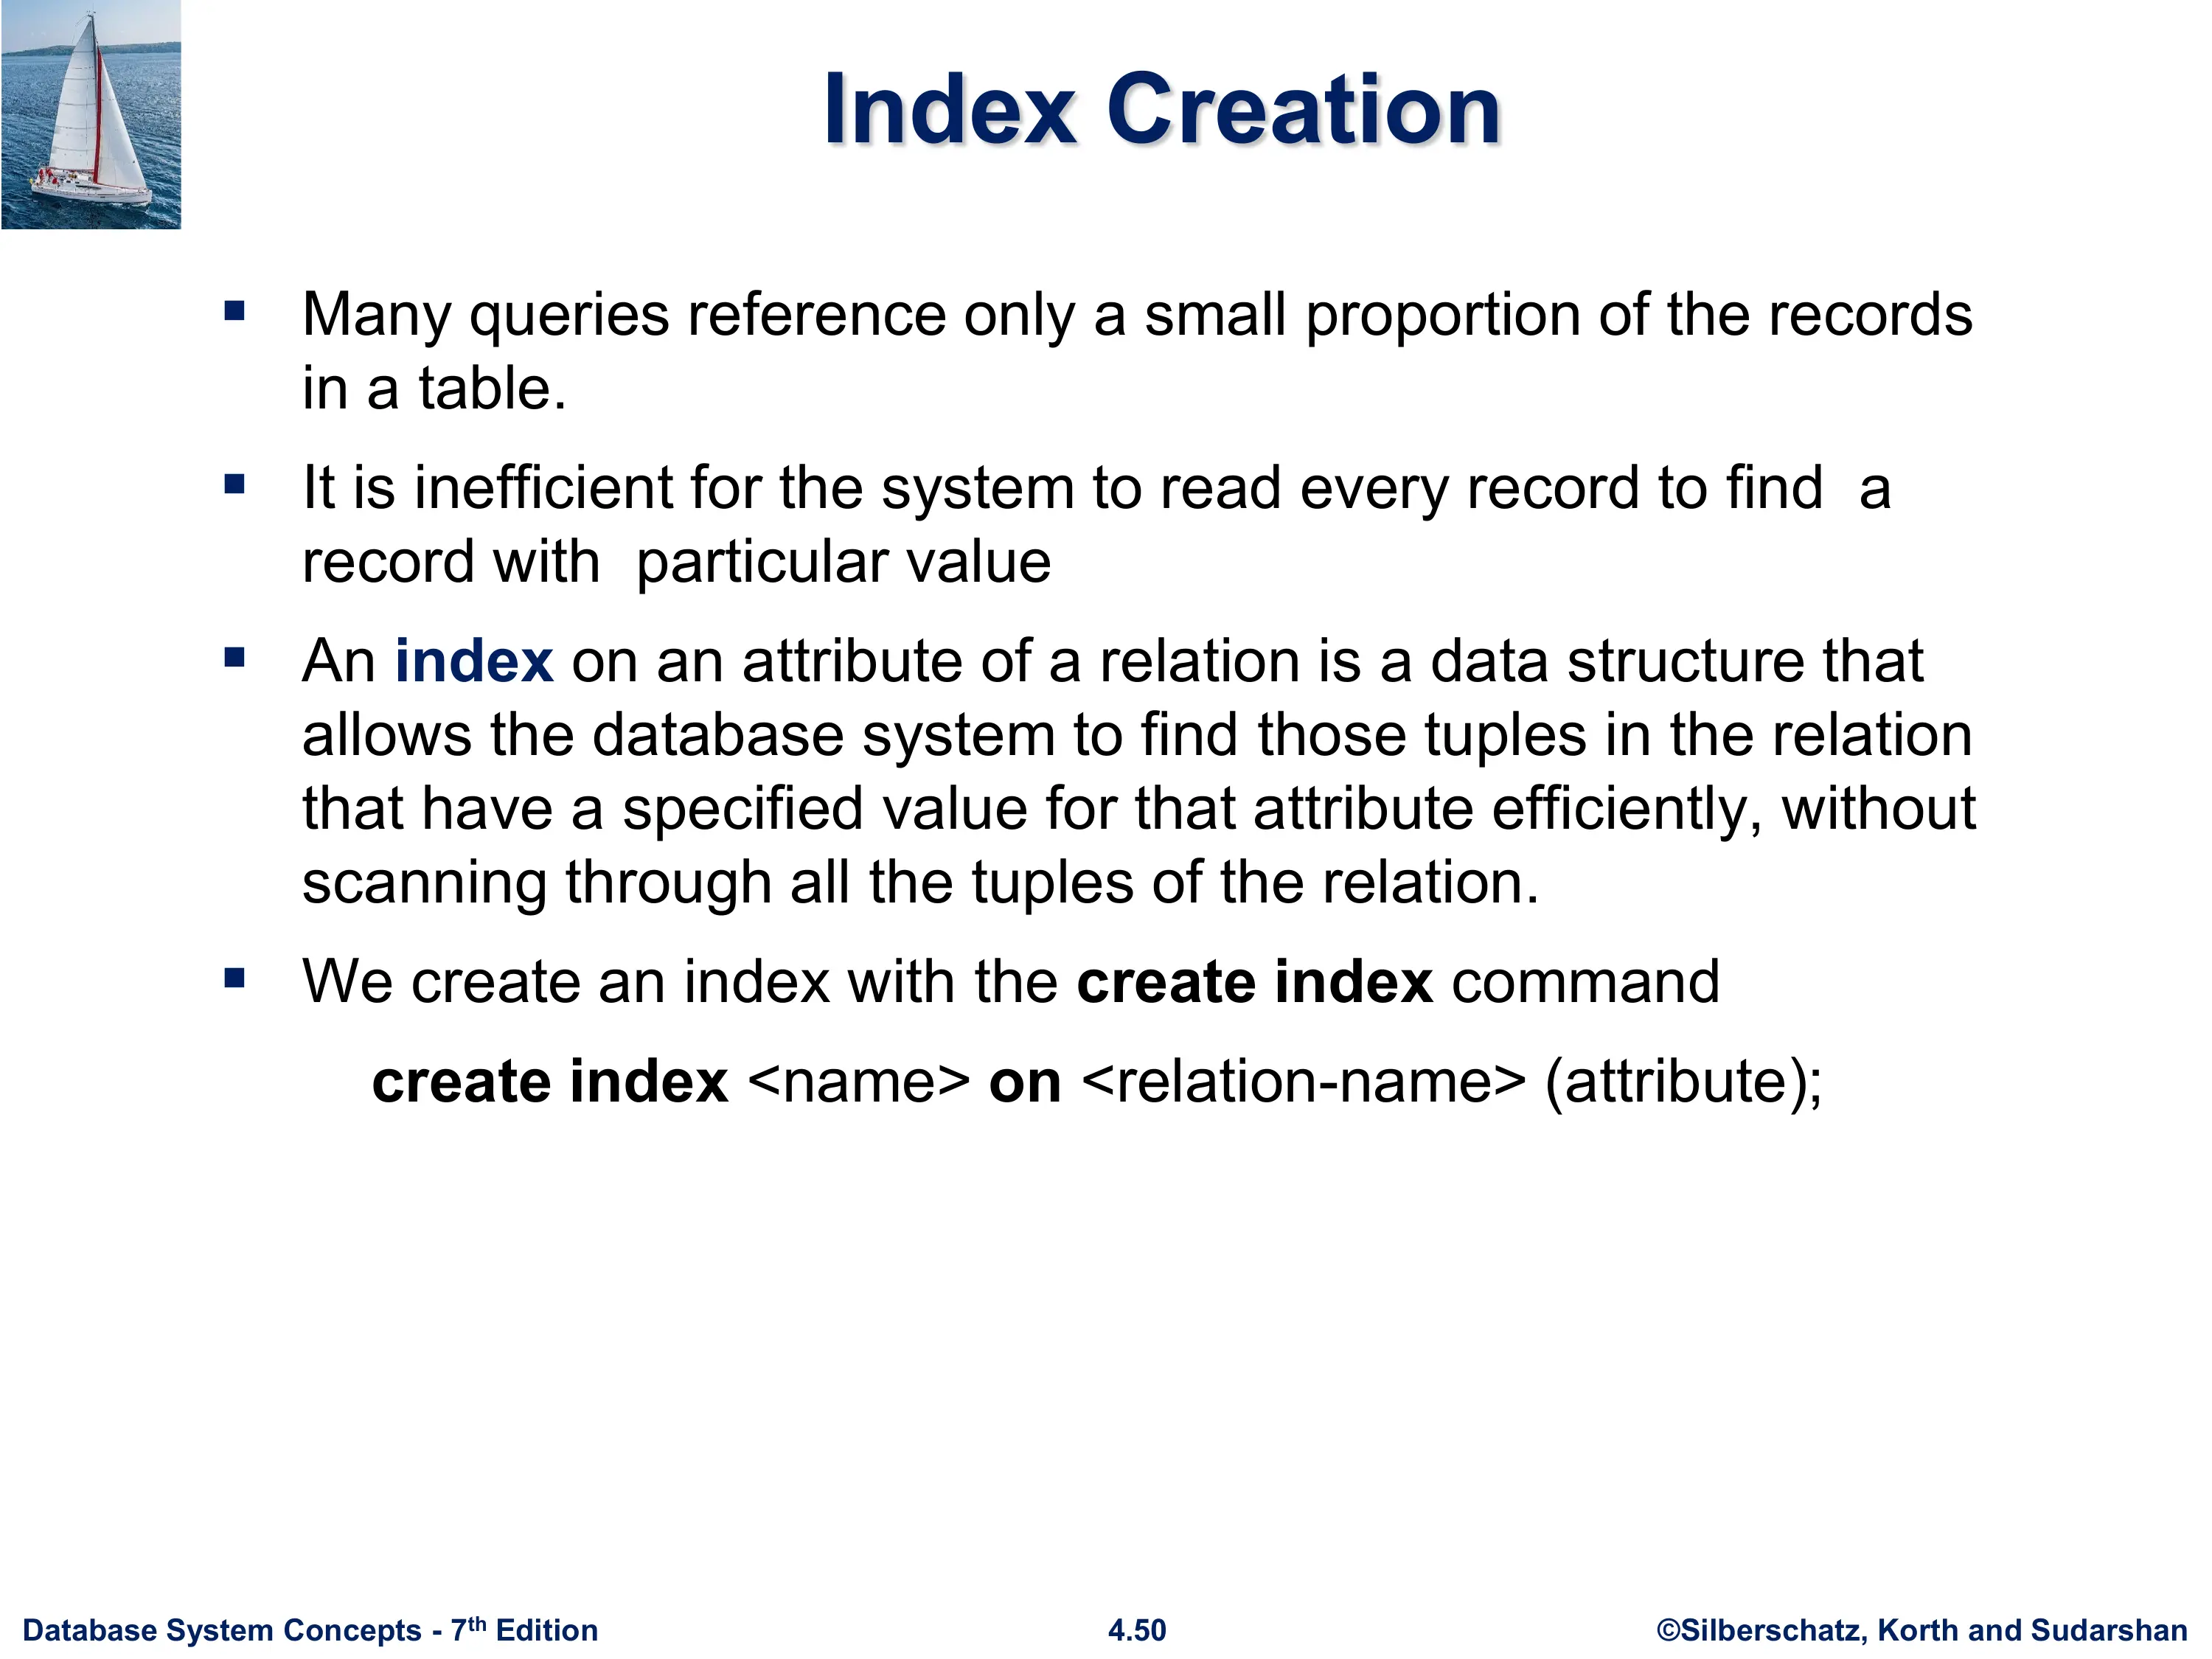 Index Creation
▪ Many queries reference only a small proportion of the records
in a table.
▪ It is inefficient for the system to read every record to find  a
record with  particular value
▪ An index on an attribute of a relation is a data structure that
allows the database system to find those tuples in the relation
that have a specified value for that attribute efficiently, without
scanning through all the tuples of the relation.
▪ We create an index with the create index command
create index <name> on <relation-name> (attribute);
Database System Concepts - 7th Edition
4.50
©Silberschatz, Korth and Sudarshan